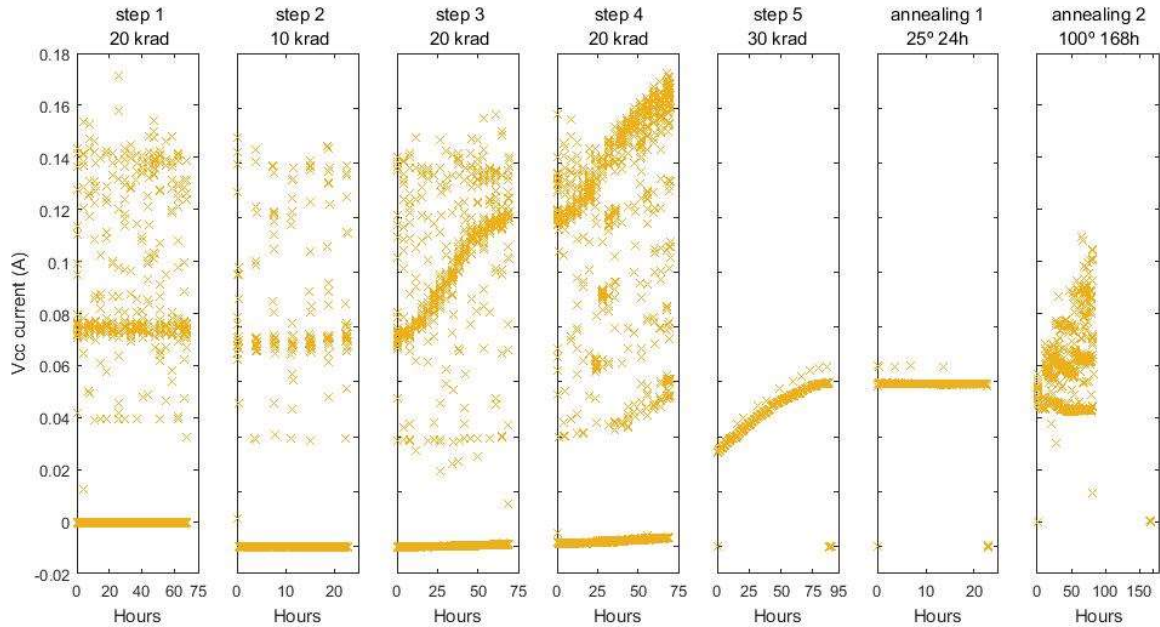 step 1
20 krad
step 2
10 krad
step 3
20 krad
step 4
20 krad
step 5
30 krad
annealing 1
25º 24h
annealing 2
100º 168h
Vcc current (A)
0.18
0.16
0.14
0.12
0.1
0.08
0.06
0.04
0.02
0
-0.02
0 20 40 60 75
0 10 20
0 25 50 75
0 25 50 75
0 25 50 75 95
0 10 20
0 50 100 150
Hours
Hours
Hours
Hours
Hours
Hours
Hours